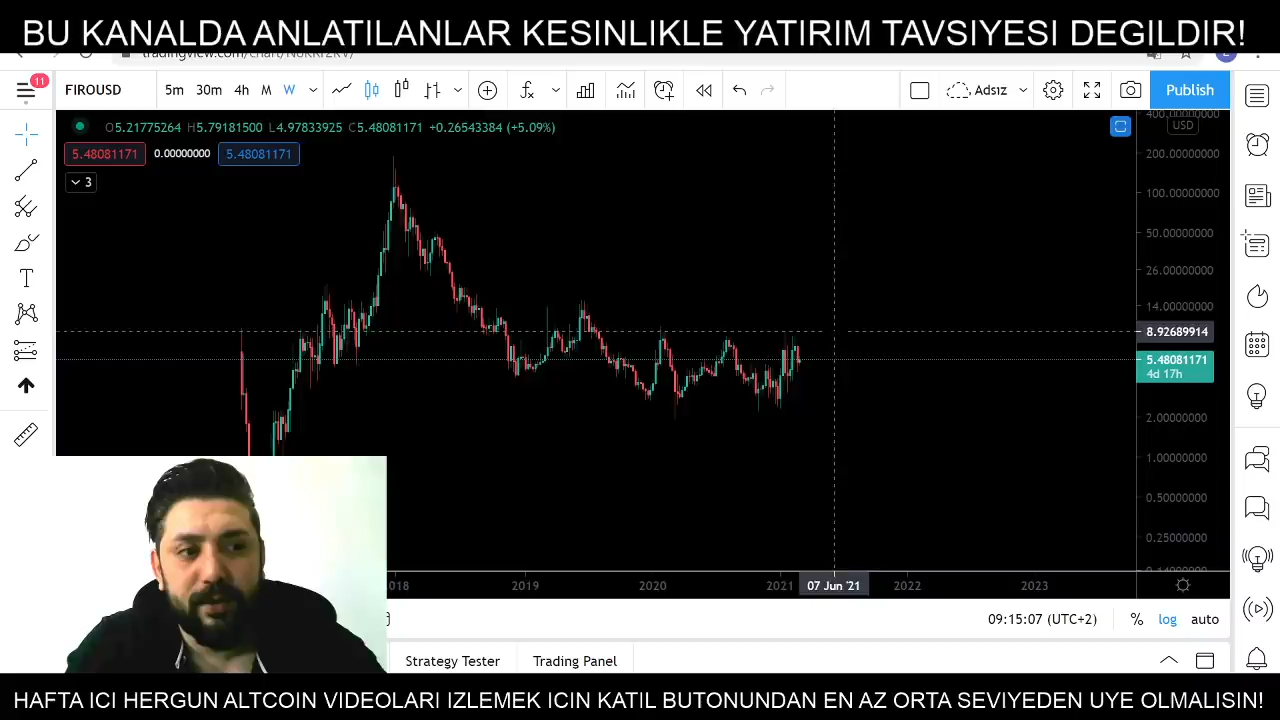 BU KANALDA ANLATILANLAR KESINLIKLE YATIRIM TAVSIYESI DEGILDIR!
11
FIROUSD
5m 30m 4h M W
Adsız
Publish
O5.21775264 H5.79181500 L4.97833925 C5.48081171 +0.26543384 (+5.09%)
USD
5.48081171 0.00000000 5.48081171
3
400.00000000
200.00000000
100.00000000
50.00000000
26.00000000
14.00000000
8.92689914
5.48081171
4d 17h
2.00000000
1.00000000
0.50000000
0.25000000
018 2019 2020 2021 07 Jun '21 2022 2023
09:15:07 (UTC+2) % log auto
Strategy Tester Trading Panel
HAFTA ICI HERGUN ALTCOIN VIDEOLARI IZLEMEK ICIN KATIL BUTONUNDAN EN AZ ORTA SEVIYEDEN UYE OLMALISIN!